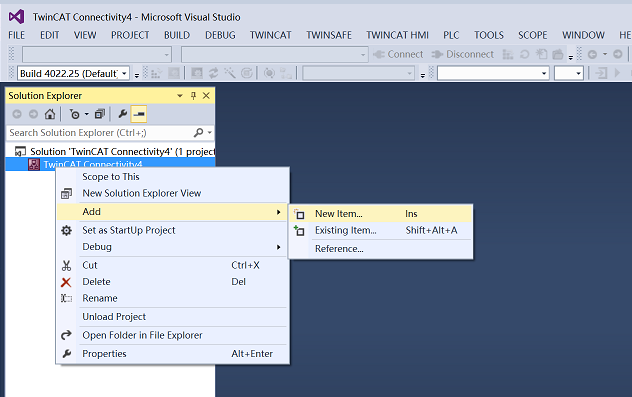 TwinCAT Connectivity4 - Microsoft Visual Studio
FILE EDIT VIEW PROJECT BUILD DEBUG TWINCAT TWINSAFE TWINCAT HMI PLC TOOLS SCOPE WINDOW HE
Connect Disconnect
Build 4022.25 (Default)
Solution Explorer
Search Solution Explorer (Ctrl+;)
Solution 'TwinCAT Connectivity4' (1 project
TwinCAT Connectivity4
Scope to This
New Solution Explorer View
Add
New Item... Ins
Set as StartUp Project
Existing Item... Shift+Alt+A
Debug
Reference...
Cut Ctrl+X
Delete Del
Rename
Unload Project
Open Folder in File Explorer
Properties Alt+Enter